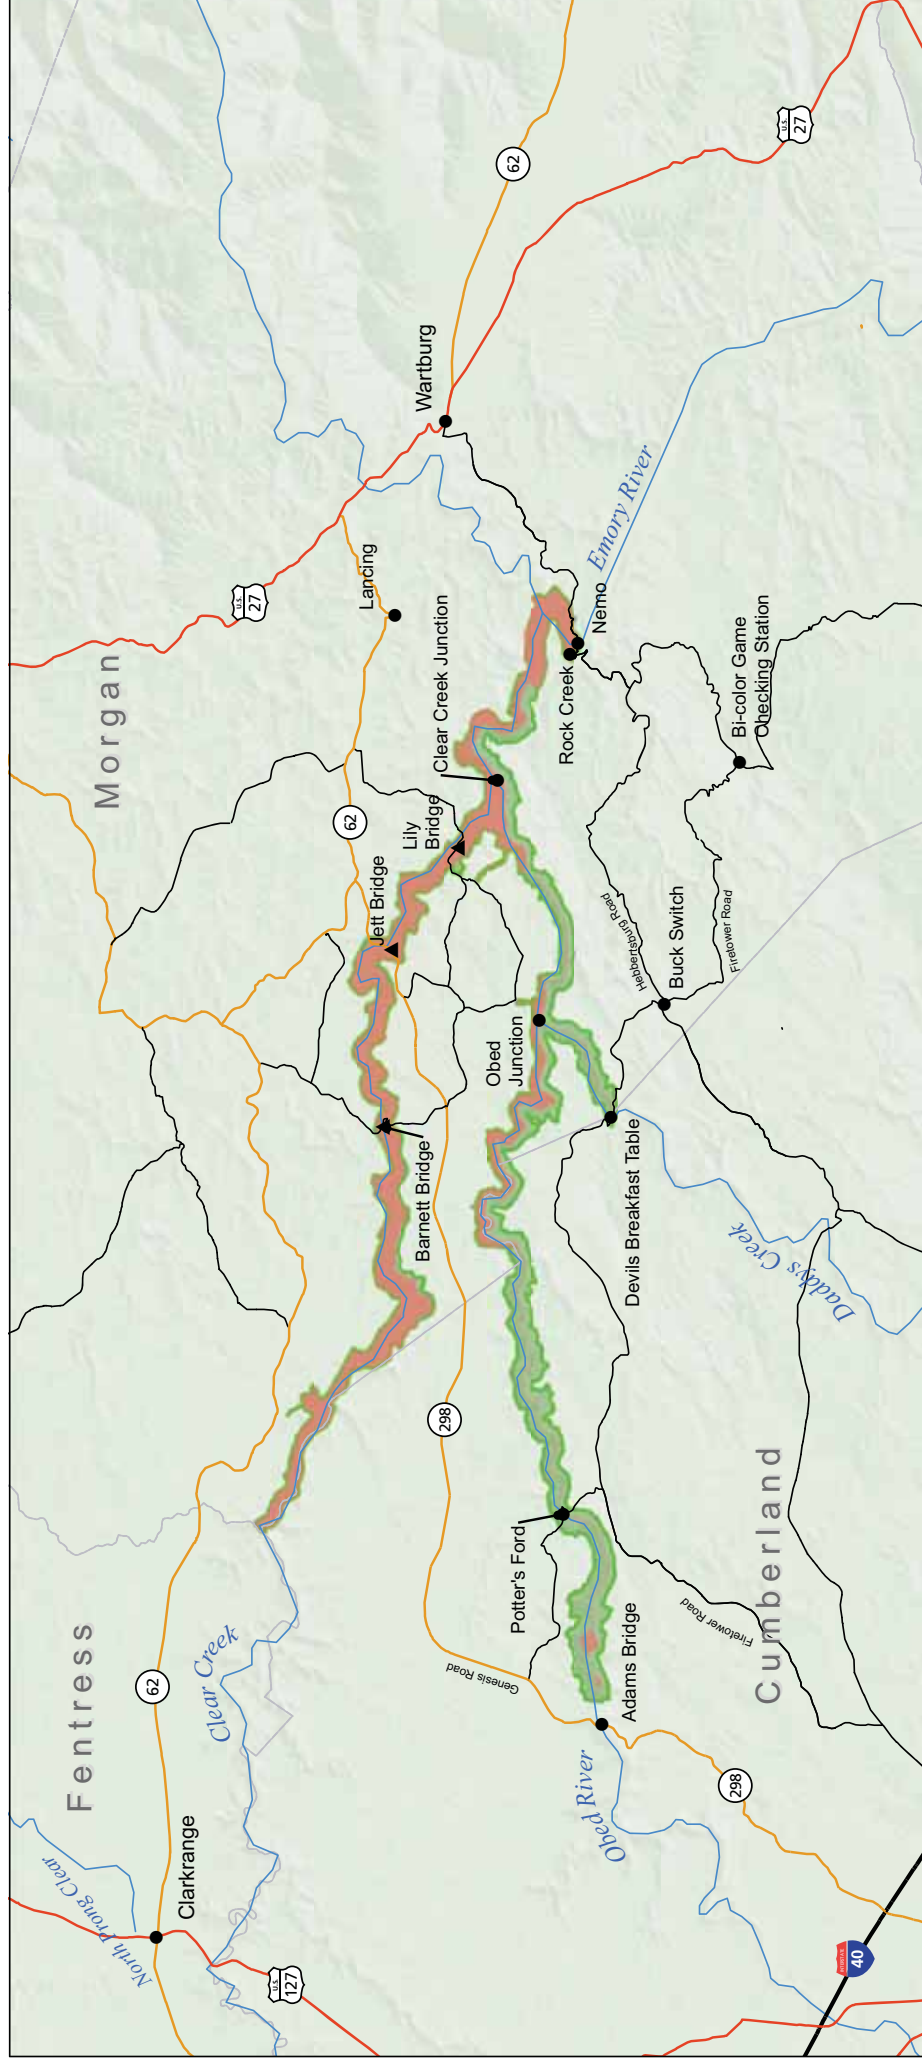 Fentress
Morgan
Cumberland
North Prong Clear
Clarkrange
62
U.S.
127
Clear Creek
Genesis Road
298
Potter's Ford
Adams Bridge
Obed River
298
Firetower Road
INTERSTATE
40
Barnett Bridge
Jett Bridge
62
Lily
Bridge
Clear Creek Junction
Lancing
U.S.
27
Wartburg
62
U.S.
27
Obed
Junction
Devils Breakfast Table
Daddys Creek
Rock Creek
Nemo
Emory River
Hebbertsburg Road
Buck Switch
Firetower Road
Bi-color Game
Checking Station